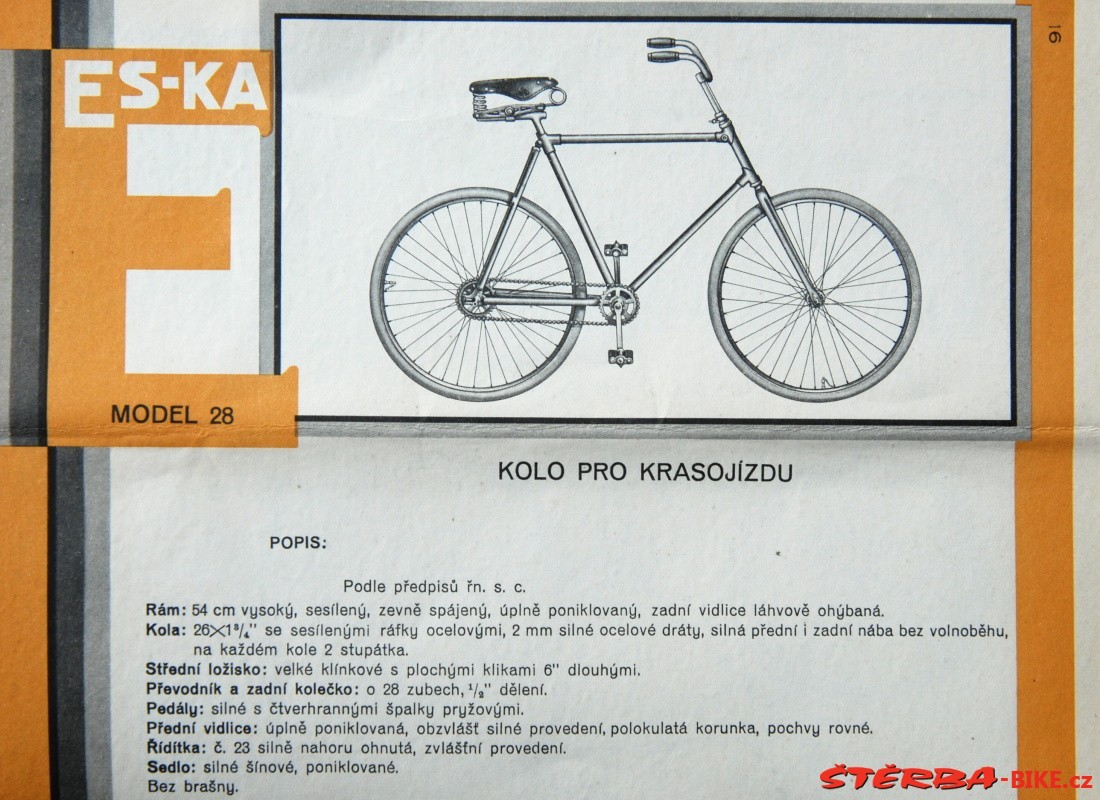 ES-KA
16
MODEL 28
KOLO PRO KRASOJÍZDU
POPIS:
Podle předpisů řn. s. c.
Rám: 54 cm vysoký, sesílený, zevně spájený, úplně poniklovaný, zadní vidlice láhvově ohýbaná.
Kola: 26×1³/₄" se sesílenými ráfky ocelovými, 2 mm silné ocelové dráty, silná přední i zadní nába bez volnoběhu,
na každém kole 2 stupátka.
Střední ložisko: velké klínkové s plochými klikami 6" dlouhými.
Převodník a zadní kolečko: o 28 zubech, ¹/₂" dělení.
Pedály: silné s čtverhrannými špalky pryžovými.
Přední vidlice: úplně poniklovaná, obzvlášť silné provedení, polokulatá korunka, pochvy rovné.
Řídítka: č. 23 silně nahoru ohnutá, zvlášťní provedení.
Sedlo: silné šínové, poniklované.
Bez brašny.
ŠTĚRBA-BIKE.cz